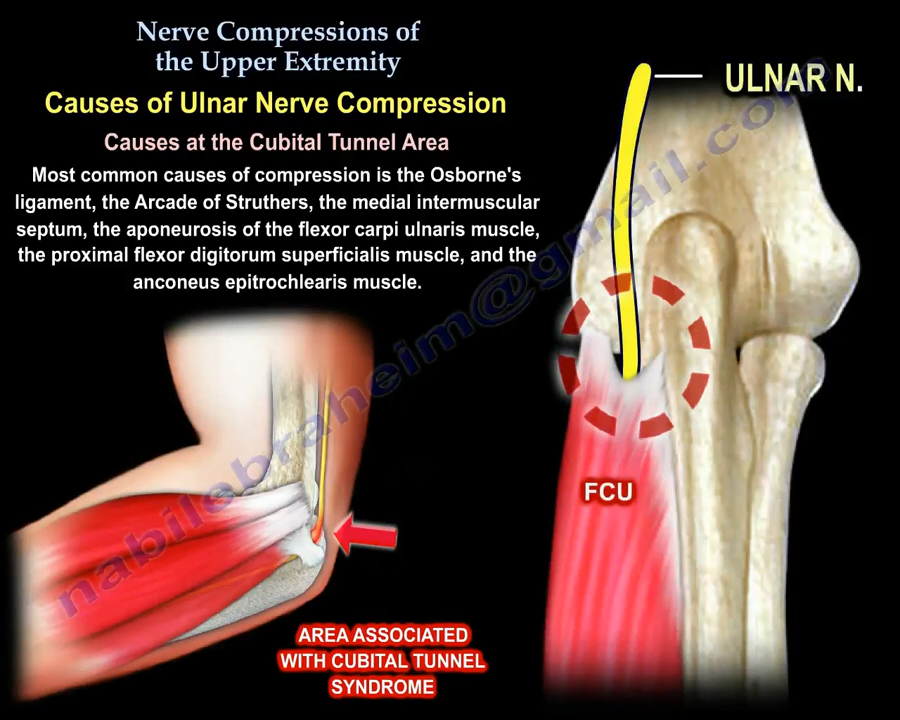 Nerve Compressions of
the Upper Extremity
Causes of Ulnar Nerve Compression
Causes at the Cubital Tunnel Area
Most common causes of compression is the Osborne's
ligament, the Arcade of Struthers, the medial intermuscular
septum, the aponeurosis of the flexor carpi ulnaris muscle,
the proximal flexor digitorum superficialis muscle, and the
anconeus epitrochlearis muscle.
ULNAR N.
FCU
AREA ASSOCIATED
WITH CUBITAL TUNNEL
SYNDROME
nabilebraheim@gmail.com